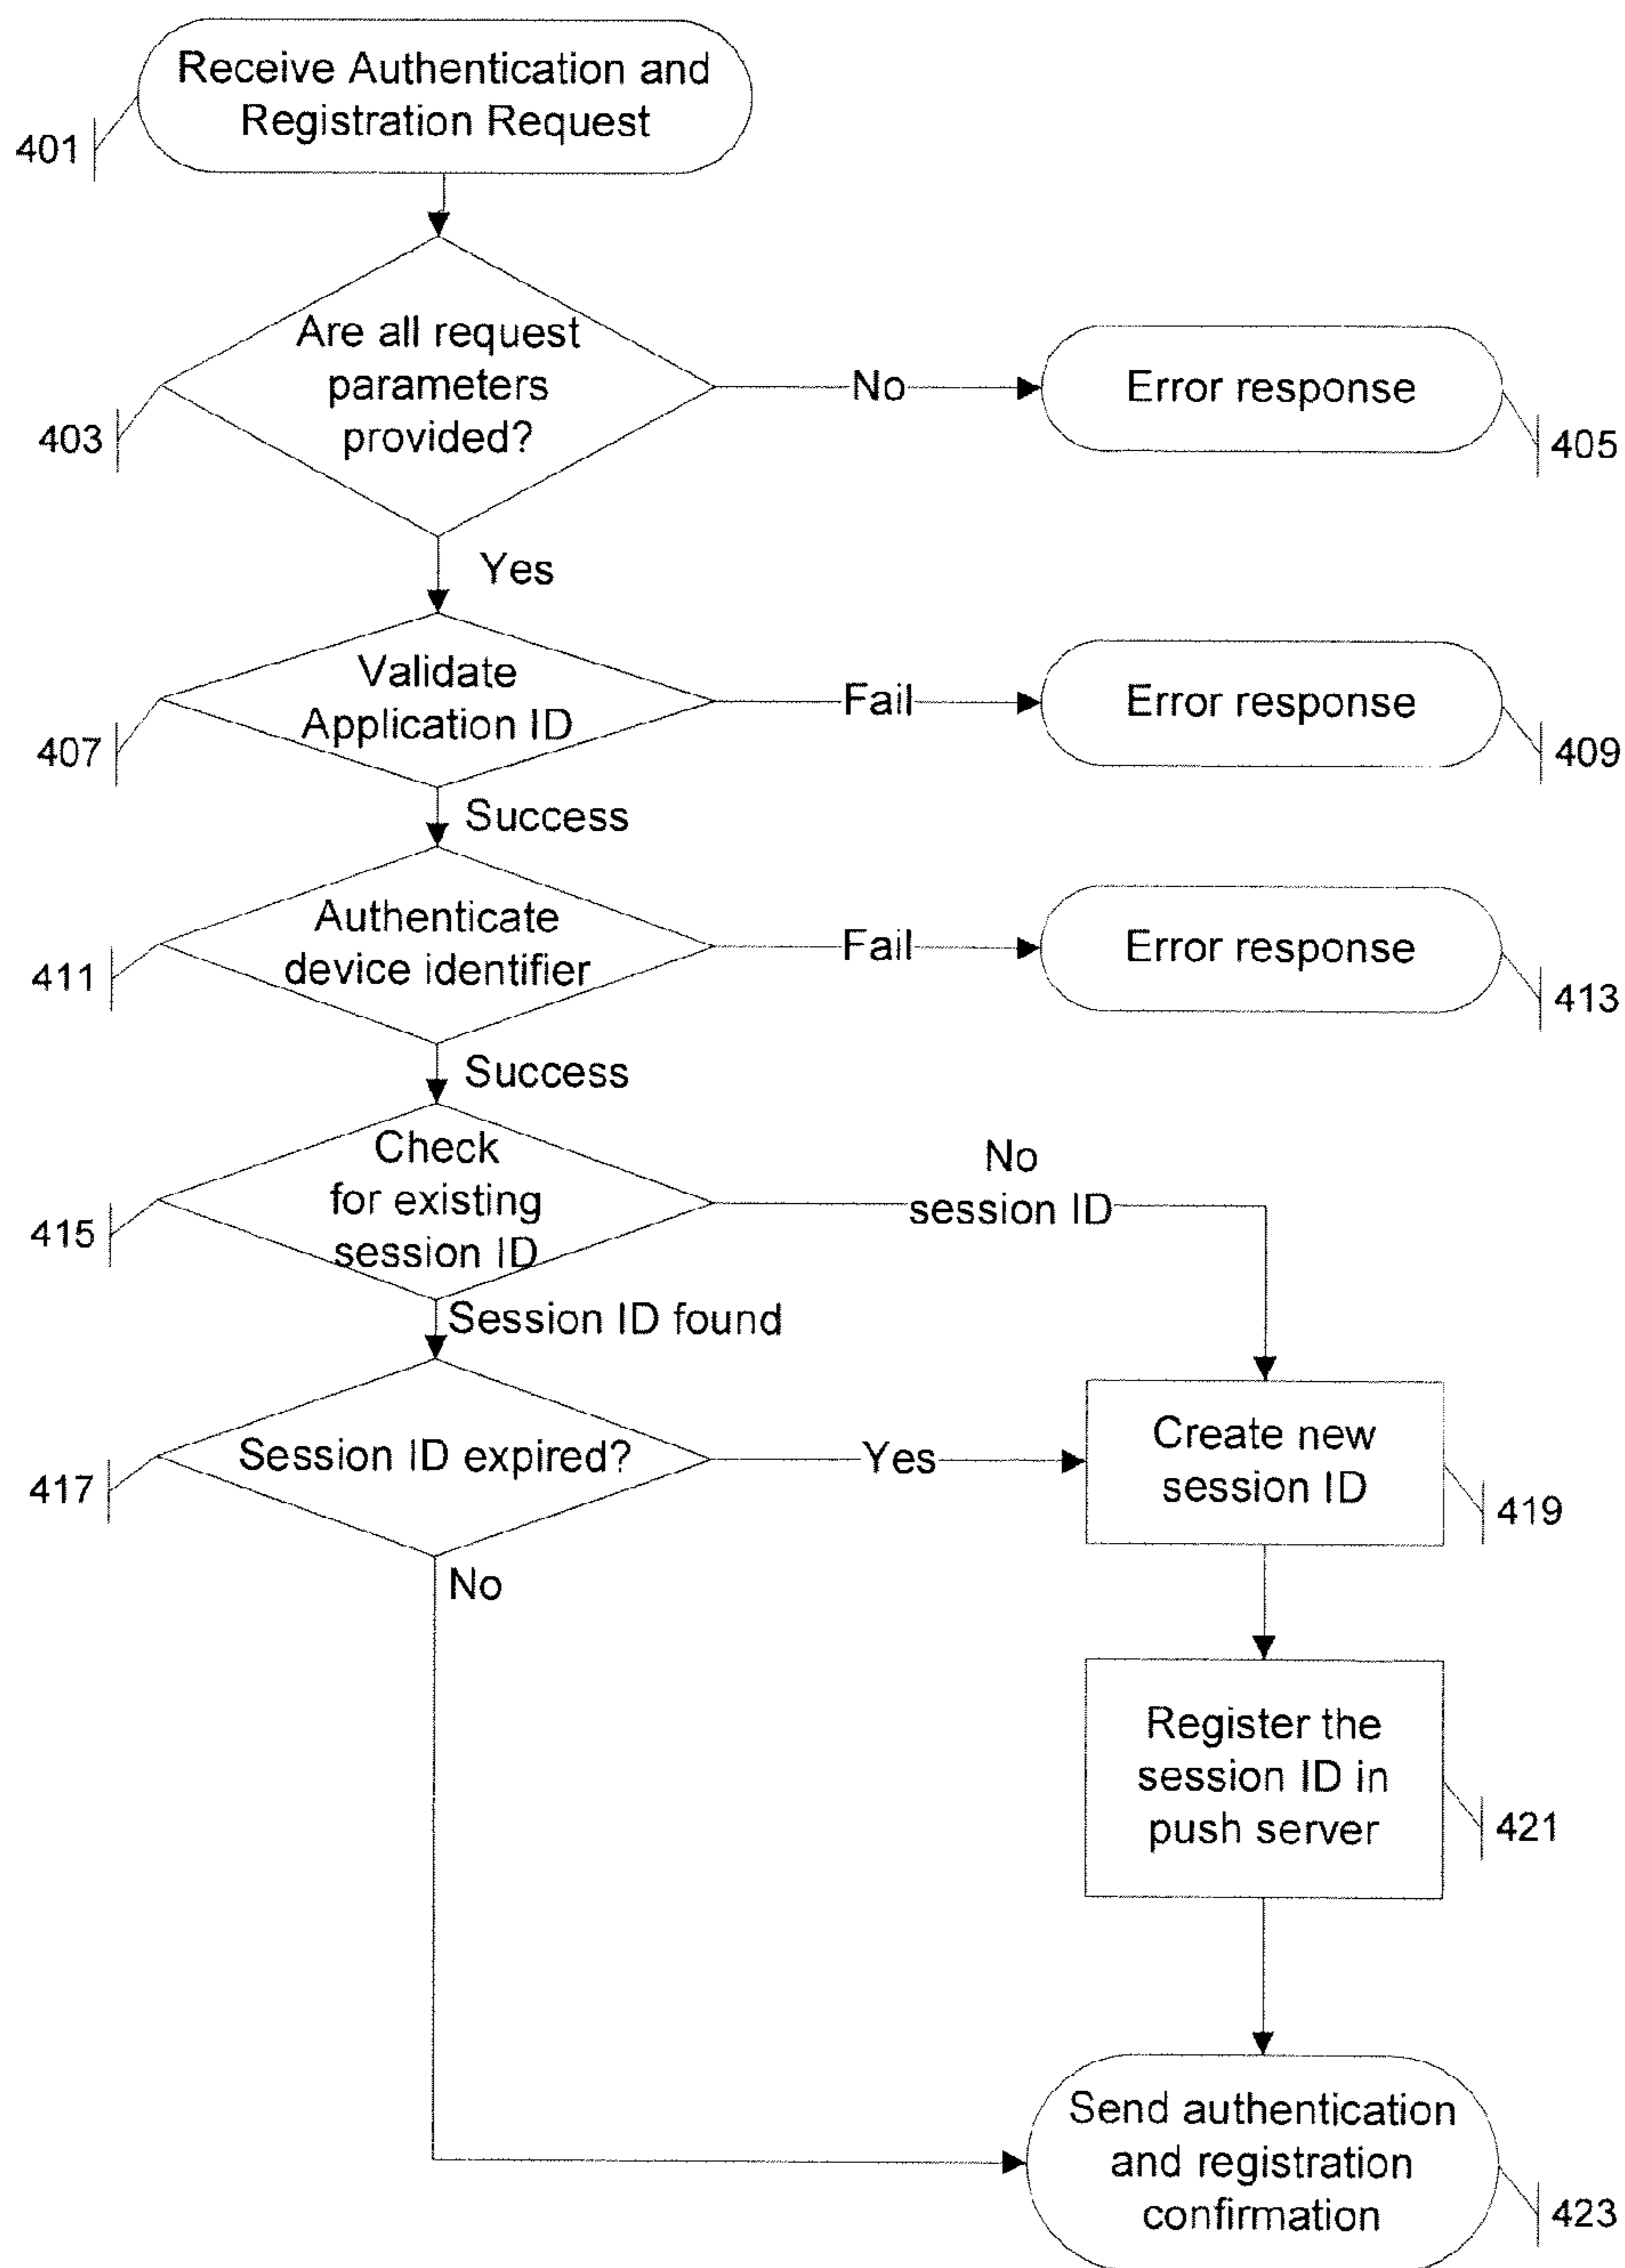 Receive Authentication and
Registration Request
401
Are all request
parameters
provided?
403
No
Error response
405
Yes
Validate
Application ID
407
Fail
Error response
409
Success
Authenticate
device identifier
411
Fail
Error response
413
Success
Check
for existing
session ID
415
No
session ID
Session ID found
Session ID expired?
417
Yes
Create new
session ID
419
No
Register the
session ID in
push server
421
Send authentication
and registration
confirmation
423